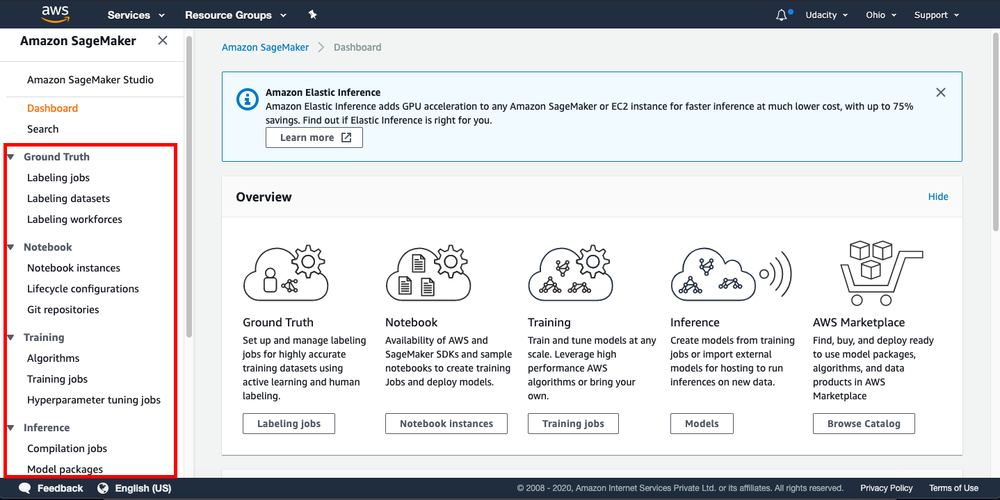 aws
Services
Resource Groups
Udacity
Ohio
Support
Amazon SageMaker
Amazon SageMaker Studio
Dashboard
Search
Ground Truth
Labeling jobs
Labeling datasets
Labeling workforces
Notebook
Notebook instances
Lifecycle configurations
Git repositories
Training
Algorithms
Training jobs
Hyperparameter tuning jobs
Inference
Compilation jobs
Model packages
Amazon SageMaker
Dashboard
Amazon Elastic Inference
Amazon Elastic Inference adds GPU acceleration to any Amazon SageMaker or EC2 instance for faster inference at much lower cost, with up to 75%
savings. Find out if Elastic Inference is right for you.
Learn more
Overview
Hide
Ground Truth
Set up and manage labeling
jobs for highly accurate
training datasets using
active learning and human
labeling.
Labeling jobs
Notebook
Availability of AWS and
SageMaker SDKs and sample
notebooks to create training
Jobs and deploy models.
Notebook instances
Training
Train and tune models at any
scale. Leverage high
performance AWS
algorithms or bring your
own.
Training jobs
Inference
Create models from training
jobs or import external
models for hosting to run
inferences on new data.
Models
AWS Marketplace
Find, buy, and deploy ready
to use model packages,
algorithms, and data
products in AWS
Marketplace
Browse Catalog
Feedback
English (US)
© 2008 - 2020, Amazon Internet Services Private Ltd. or its affiliates. All rights reserved.
Privacy Policy
Terms of Use